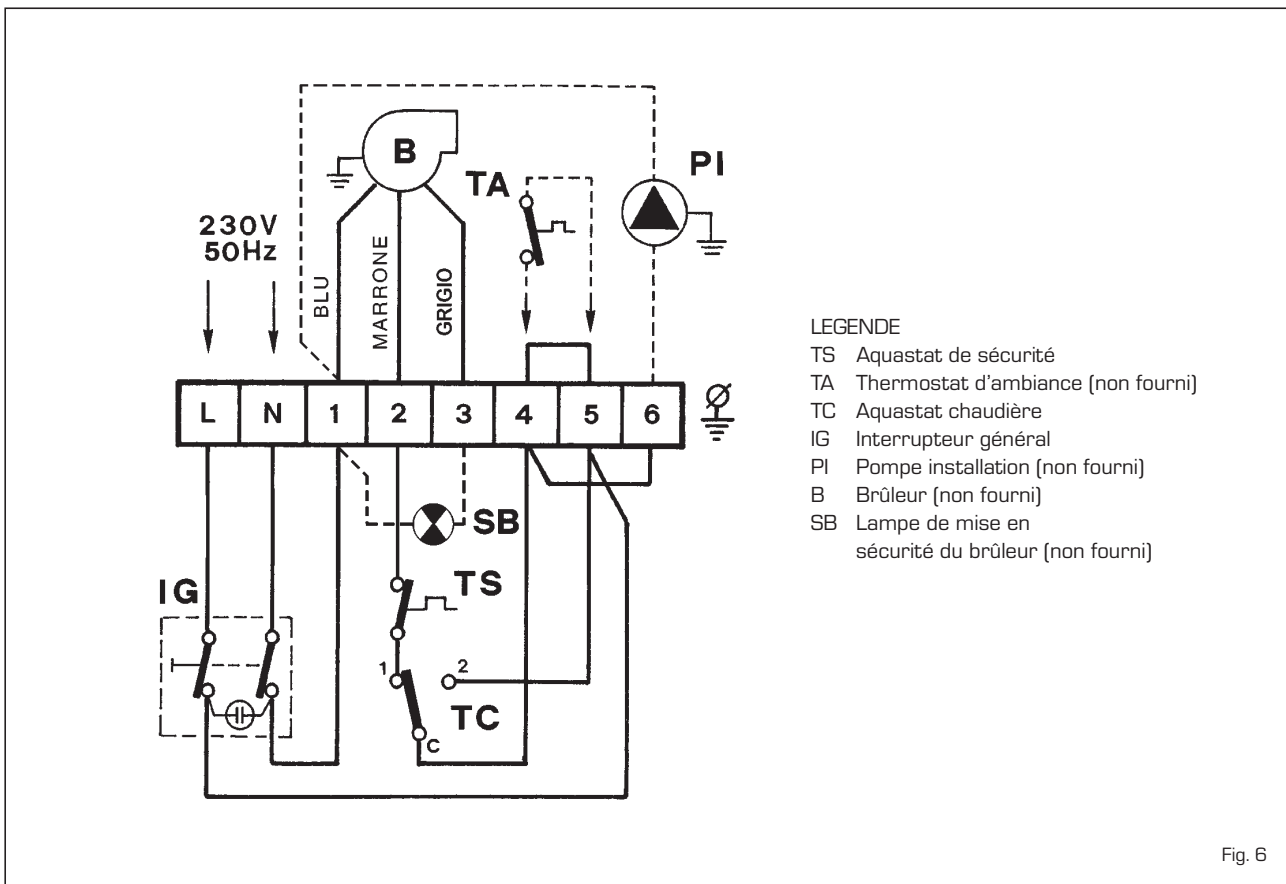 B
PI
TA
230V
50Hz
BLU
MARRONE
GRIGIO
L N 1 2 3 4 5 6
SB
TS
IG
1
2
TC
C
LEGENDE
TS Aquastat de sécurité
TA Thermostat d'ambiance (non fourni)
TC Aquastat chaudière
IG Interrupteur général
PI Pompe installation (non fourni)
B Brûleur (non fourni)
SB Lampe de mise en
sécurité du brûleur (non fourni)
Fig. 6